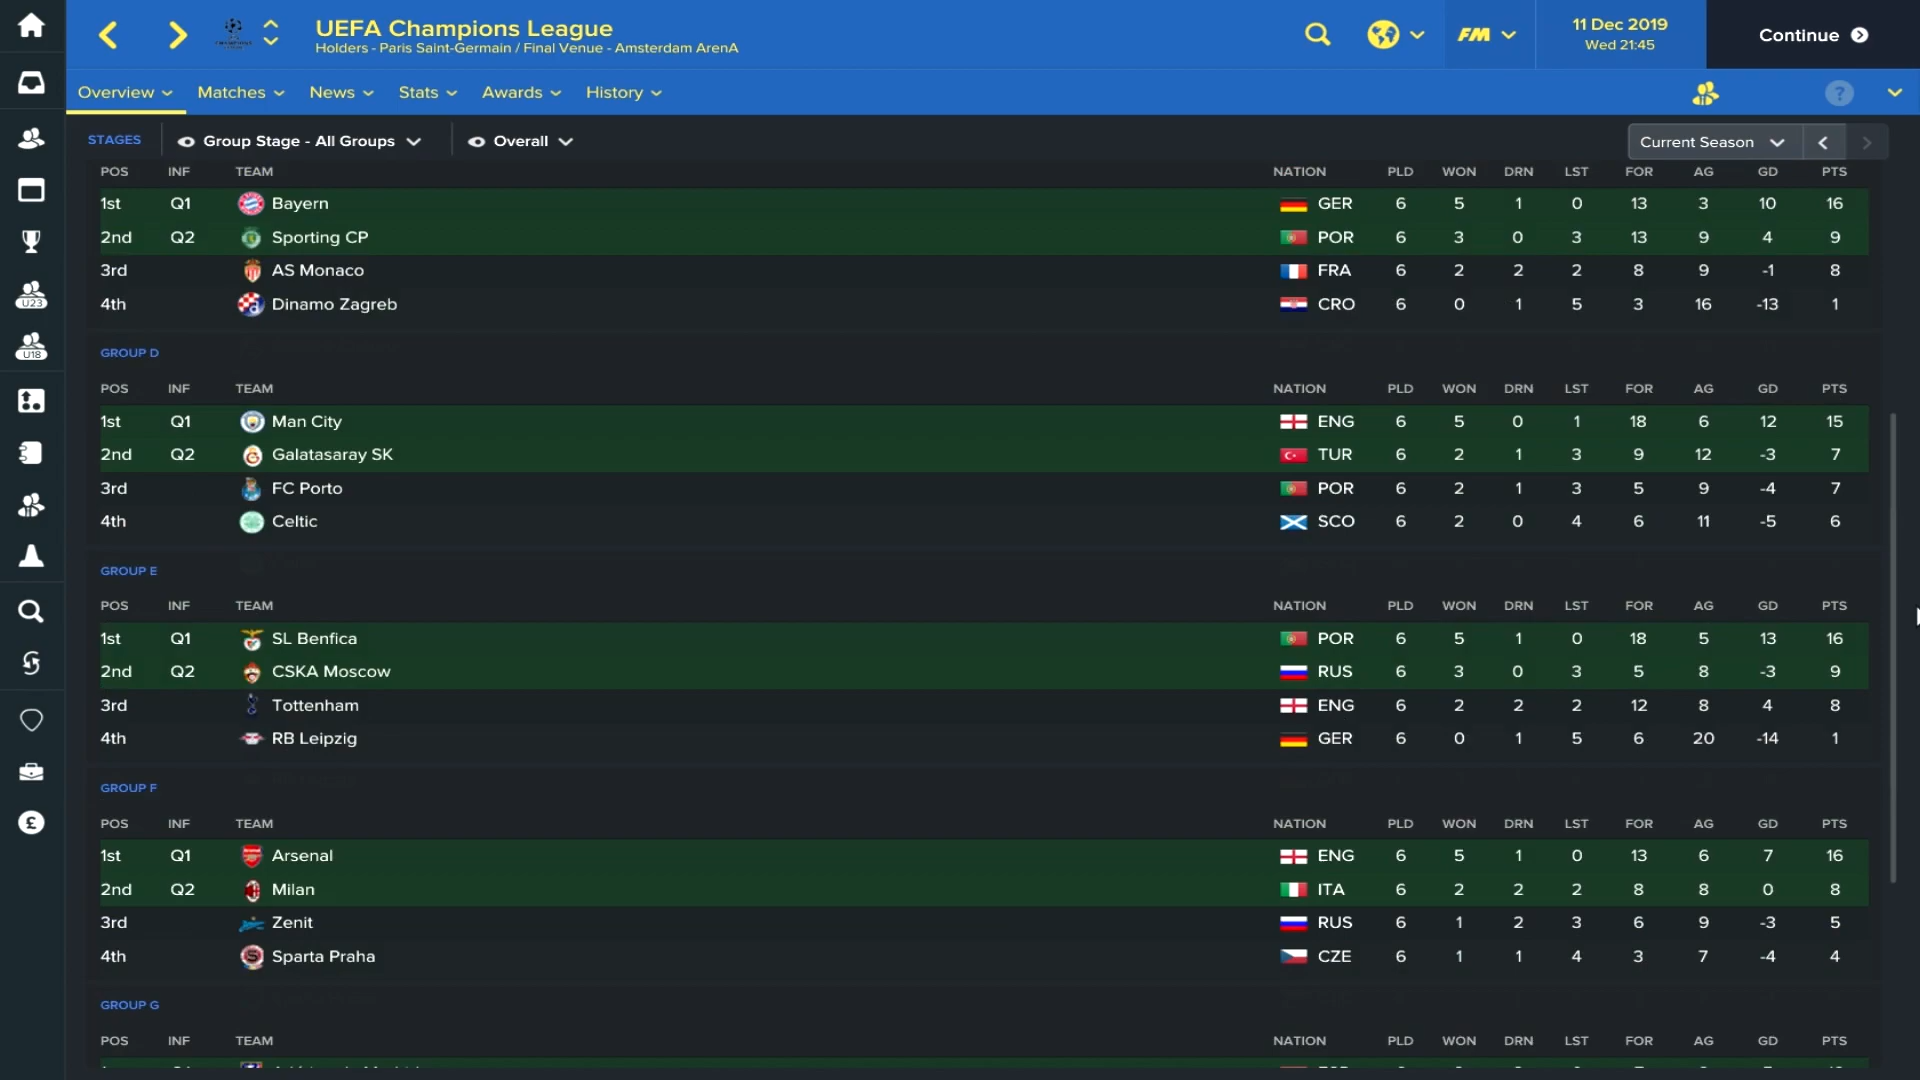 UEFA Champions League
Holders - Paris Saint-Germain / Final Venue - Amsterdam ArenA
FM
11 Dec 2019
Wed 21:45
Continue
Overview Matches News Stats Awards History
?
STAGES Group Stage - All Groups Overall Current Season
POS INF TEAM NATION PLD WON DRN LST FOR AG GD PTS
1st Q1 Bayern GER 6 5 1 0 13 3 10 16
2nd Q2 Sporting CP POR 6 3 0 3 13 9 4 9
3rd AS Monaco FRA 6 2 2 2 8 9 -1 8
4th Dinamo Zagreb CRO 6 0 1 5 3 16 -13 1
GROUP D
POS INF TEAM NATION PLD WON DRN LST FOR AG GD PTS
1st Q1 Man City ENG 6 5 0 1 18 6 12 15
2nd Q2 Galatasaray SK TUR 6 2 1 3 9 12 -3 7
3rd FC Porto POR 6 2 1 3 5 9 -4 7
4th Celtic SCO 6 2 0 4 6 11 -5 6
GROUP E
POS INF TEAM NATION PLD WON DRN LST FOR AG GD PTS
1st Q1 SL Benfica POR 6 5 1 0 18 5 13 16
2nd Q2 CSKA Moscow RUS 6 3 0 3 5 8 -3 9
3rd Tottenham ENG 6 2 2 2 12 8 4 8
4th RB Leipzig GER 6 0 1 5 6 20 -14 1
GROUP F
POS INF TEAM NATION PLD WON DRN LST FOR AG GD PTS
1st Q1 Arsenal ENG 6 5 1 0 13 6 7 16
2nd Q2 Milan ITA 6 2 2 2 8 8 0 8
3rd Zenit RUS 6 1 2 3 6 9 -3 5
4th Sparta Praha CZE 6 1 1 4 3 7 -4 4
GROUP G
POS INF TEAM NATION PLD WON DRN LST FOR AG GD PTS
U23
U18
£